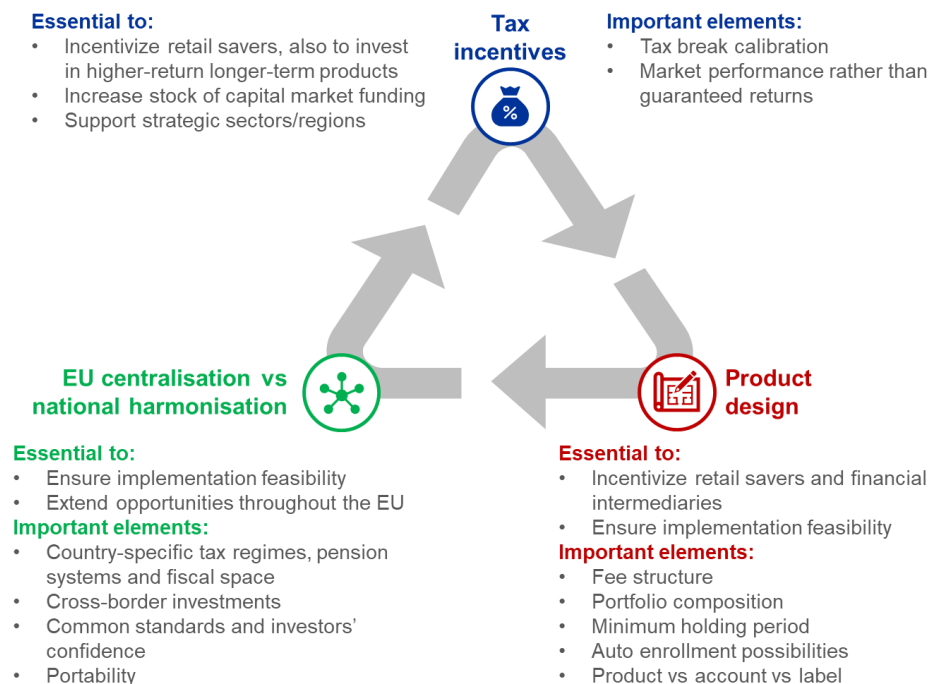 Essential to:
• Incentivize retail savers, also to invest
in higher-return longer-term products
• Increase stock of capital market funding
• Support strategic sectors/regions
Tax
incentives
%
Important elements:
• Tax break calibration
• Market performance rather than
guaranteed returns
EU centralisation vs
national harmonisation
Essential to:
• Ensure implementation feasibility
• Extend opportunities throughout the EU
Important elements:
• Country-specific tax regimes, pension
systems and fiscal space
• Cross-border investments
• Common standards and investors’
confidence
• Portability
Product
design
Essential to:
• Incentivize retail savers and financial
intermediaries
• Ensure implementation feasibility
Important elements:
• Fee structure
• Portfolio composition
• Minimum holding period
• Auto enrollment possibilities
• Product vs account vs label